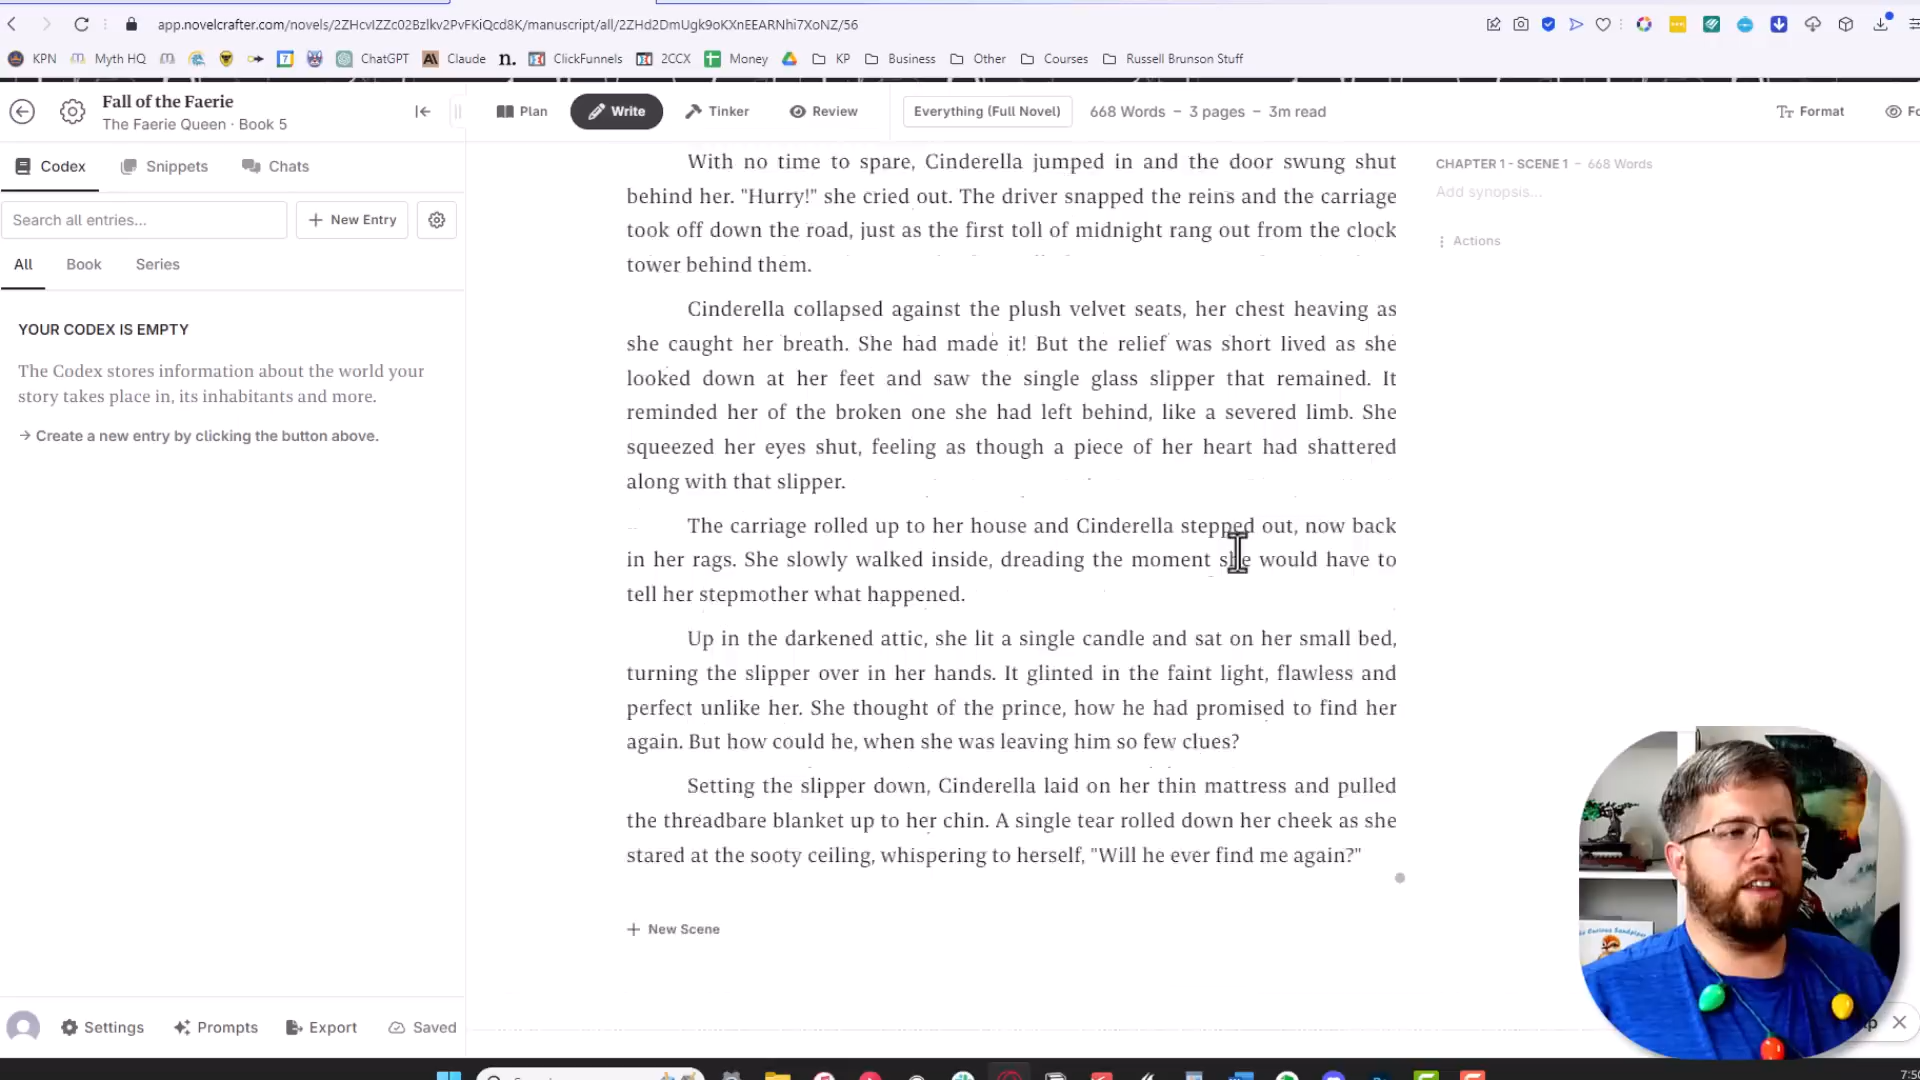 app.novelcrafter.com/novels/2ZHcvIZZc02Bzlkv2PvFKiQcd8K/manuscript/all/2ZHd2DmUgk9oKXnEEARNhi7XoNZ/56
KPN Myth HQ ChatGPT Claude n. ClickFunnels 2CCX Money KP Business Other Courses Russell Brunson Stuff
Fall of the Faerie
The Faerie Queen · Book 5
Plan Write Tinker Review Everything (Full Novel) 668 Words – 3 pages – 3m read Format
Codex Snippets Chats
Search all entries... + New Entry
All Book Series
YOUR CODEX IS EMPTY
The Codex stores information about the world your
story takes place in, its inhabitants and more.
→ Create a new entry by clicking the button above.
With no time to spare, Cinderella jumped in and the door swung shut
behind her. "Hurry!" she cried out. The driver snapped the reins and the carriage
took off down the road, just as the first toll of midnight rang out from the clock
tower behind them.
Cinderella collapsed against the plush velvet seats, her chest heaving as
she caught her breath. She had made it! But the relief was short lived as she
looked down at her feet and saw the single glass slipper that remained. It
reminded her of the broken one she had left behind, like a severed limb. She
squeezed her eyes shut, feeling as though a piece of her heart had shattered
along with that slipper.
The carriage rolled up to her house and Cinderella stepped out, now back
in her rags. She slowly walked inside, dreading the moment she would have to
tell her stepmother what happened.
Up in the darkened attic, she lit a single candle and sat on her small bed,
turning the slipper over in her hands. It glinted in the faint light, flawless and
perfect unlike her. She thought of the prince, how he had promised to find her
again. But how could he, when she was leaving him so few clues?
Setting the slipper down, Cinderella laid on her thin mattress and pulled
the threadbare blanket up to her chin. A single tear rolled down her cheek as she
stared at the sooty ceiling, whispering to herself, "Will he ever find me again?"
+ New Scene
CHAPTER 1 - SCENE 1 – 668 Words
Add synopsis...
Actions
Settings Prompts Export Saved